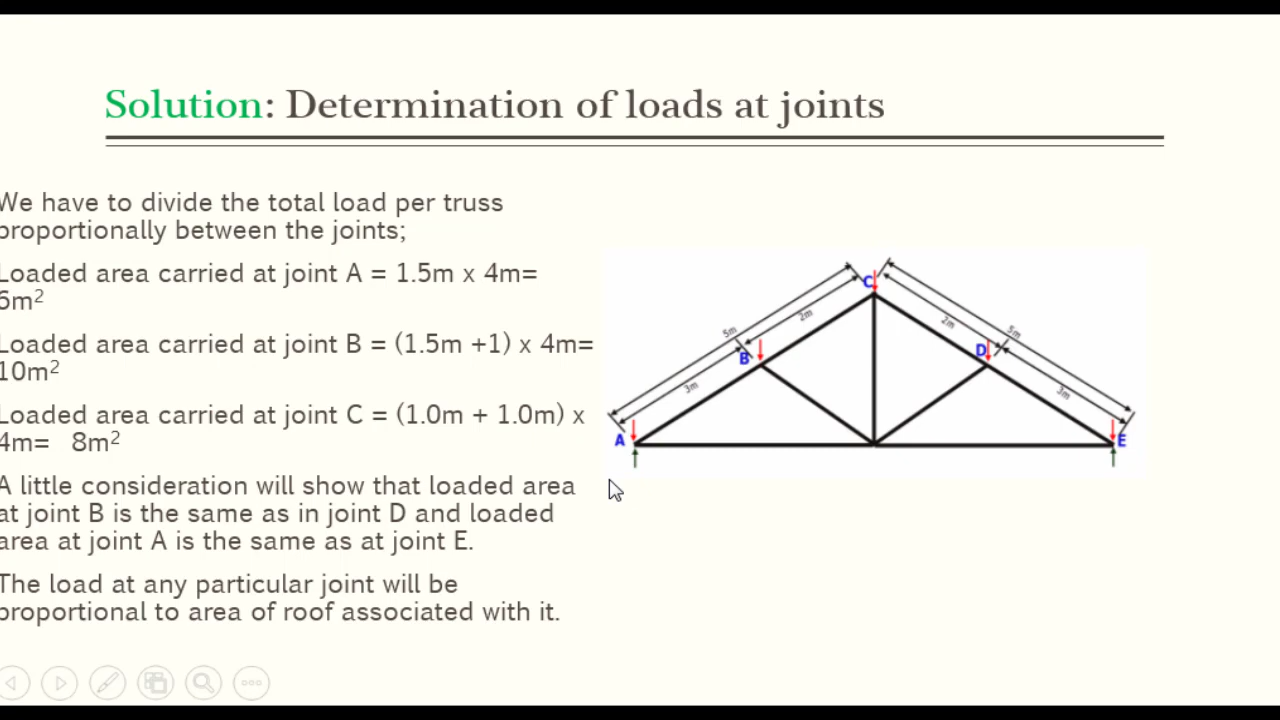 Solution: Determination of loads at joints
We have to divide the total load per truss
proportionally between the joints;
Loaded area carried at joint A = 1.5m x 4m=
6m²
Loaded area carried at joint B = (1.5m +1) x 4m=
10m²
Loaded area carried at joint C = (1.0m + 1.0m) x
4m= 8m²
A little consideration will show that loaded area
at joint B is the same as in joint D and loaded
area at joint A is the same as at joint E.
The load at any particular joint will be
proportional to area of roof associated with it.
C
5m
2m
2m
5m
B
D
3m
3m
A
E